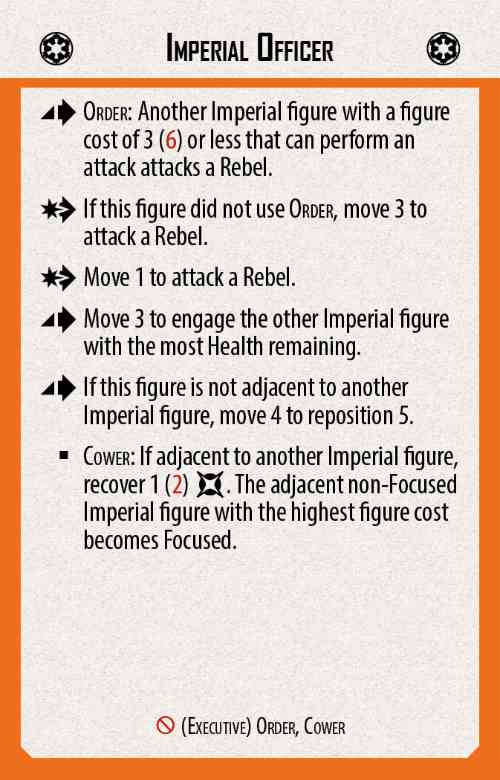 Imperial Officer
Order: Another Imperial figure with a figure
cost of 3 (6) or less that can perform an
attack attacks a Rebel.
If this figure did not use Order, move 3 to
attack a Rebel.
Move 1 to attack a Rebel.
Move 3 to engage the other Imperial figure
with the most Health remaining.
If this figure is not adjacent to another
Imperial figure, move 4 to reposition 5.
Cower: If adjacent to another Imperial figure,
recover 1 (2) . The adjacent non-Focused
Imperial figure with the highest figure cost
becomes Focused.
(Executive) Order, Cower